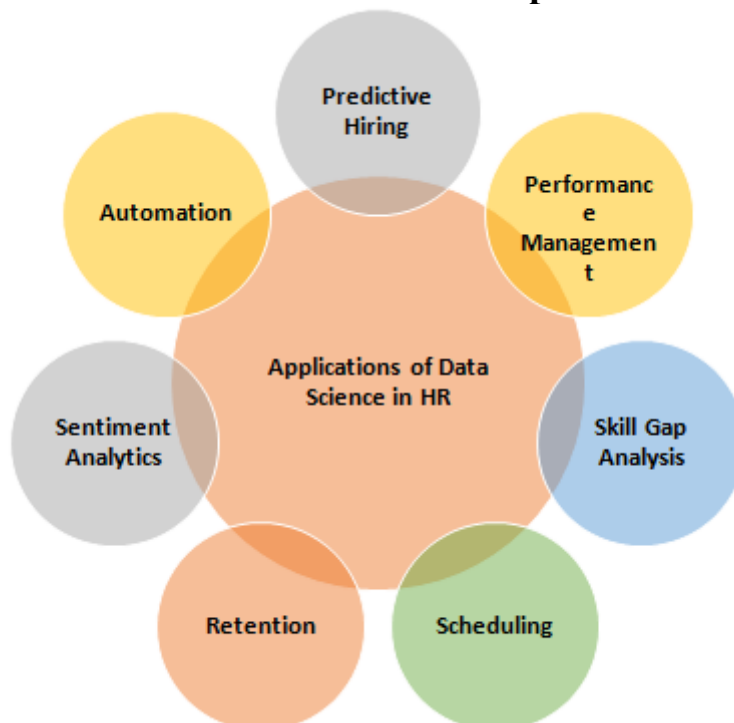 Predictive
Hiring
Performanc
e
Managemen
t
Skill Gap
Analysis
Scheduling
Retention
Sentiment
Analytics
Automation
Applications of Data
Science in HR